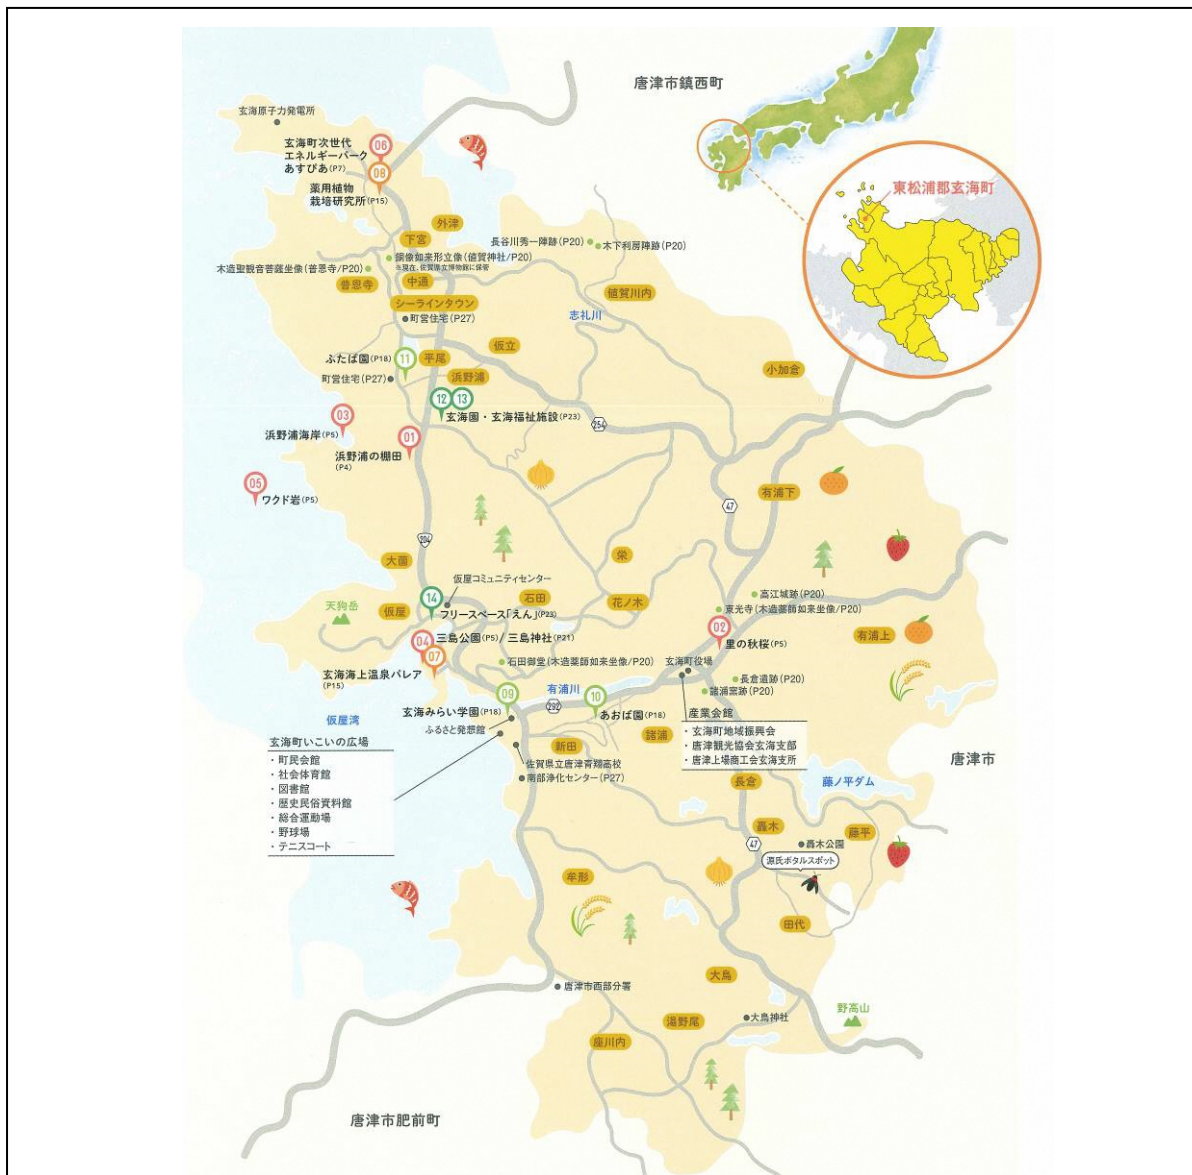 唐津市鎮西町
玄海原子力発電所
玄海町次世代
エネルギーパーク
あすぴあ(P7)
06
08
薬用植物
栽培研究所(P15)
東松浦郡玄海町
外津
下宮
長谷川秀一陣跡(P20)
木下利房陣跡(P20)
銅像如来形立像(値賀神社/P20)
※現在、佐賀県立博物館に保管
木造聖観音菩薩坐像(普恩寺/P20)
普恩寺
中通
値賀川内
シーラインタウン
町営住宅(P27)
志礼川
仮立
ふたば園(P18)
11
平尾
小加倉
町営住宅(P27)
浜野浦
12
13
玄海園・玄海福祉施設(P23)
03
浜野浦海岸(P5)
254
01
浜野浦の棚田
(P4)
05
ワクド岩(P5)
有浦下
47
204
大薗
栄
仮屋コミュニティセンター
14
石田
花ノ木
高江城跡(P20)
天狗岳
仮屋
フリースペース「えん」(P23)
東光寺(木造薬師如来坐像/P20)
02
里の秋桜(P5)
有浦上
04
三島公園(P5)/三島神社(P21)
07
石田御堂(木造薬師如来坐像/P20)
玄海町役場
玄海海上温泉パレア
(P15)
長倉遺跡(P20)
諸浦窯跡(P20)
有浦川
09
10
292
玄海みらい学園(P18)
あおば園(P18)
産業会館
・玄海町地域振興会
・唐津観光協会玄海支部
・唐津上場商工会玄海支所
仮屋湾
ふるさと発想館
諸浦
新田
玄海町いこいの広場
・町民会館
・社会体育館
・図書館
・歴史民俗資料館
・総合運動場
・野球場
・テニスコート
佐賀県立唐津青翔高校
南部浄化センター(P27)
唐津市
長倉
藤ノ平ダム
轟木
藤平
47
轟木公園
源氏ボタルスポット
牟形
田代
大鳥
唐津市西部分署
野高山
湯野尾
大鳥神社
座川内
唐津市肥前町